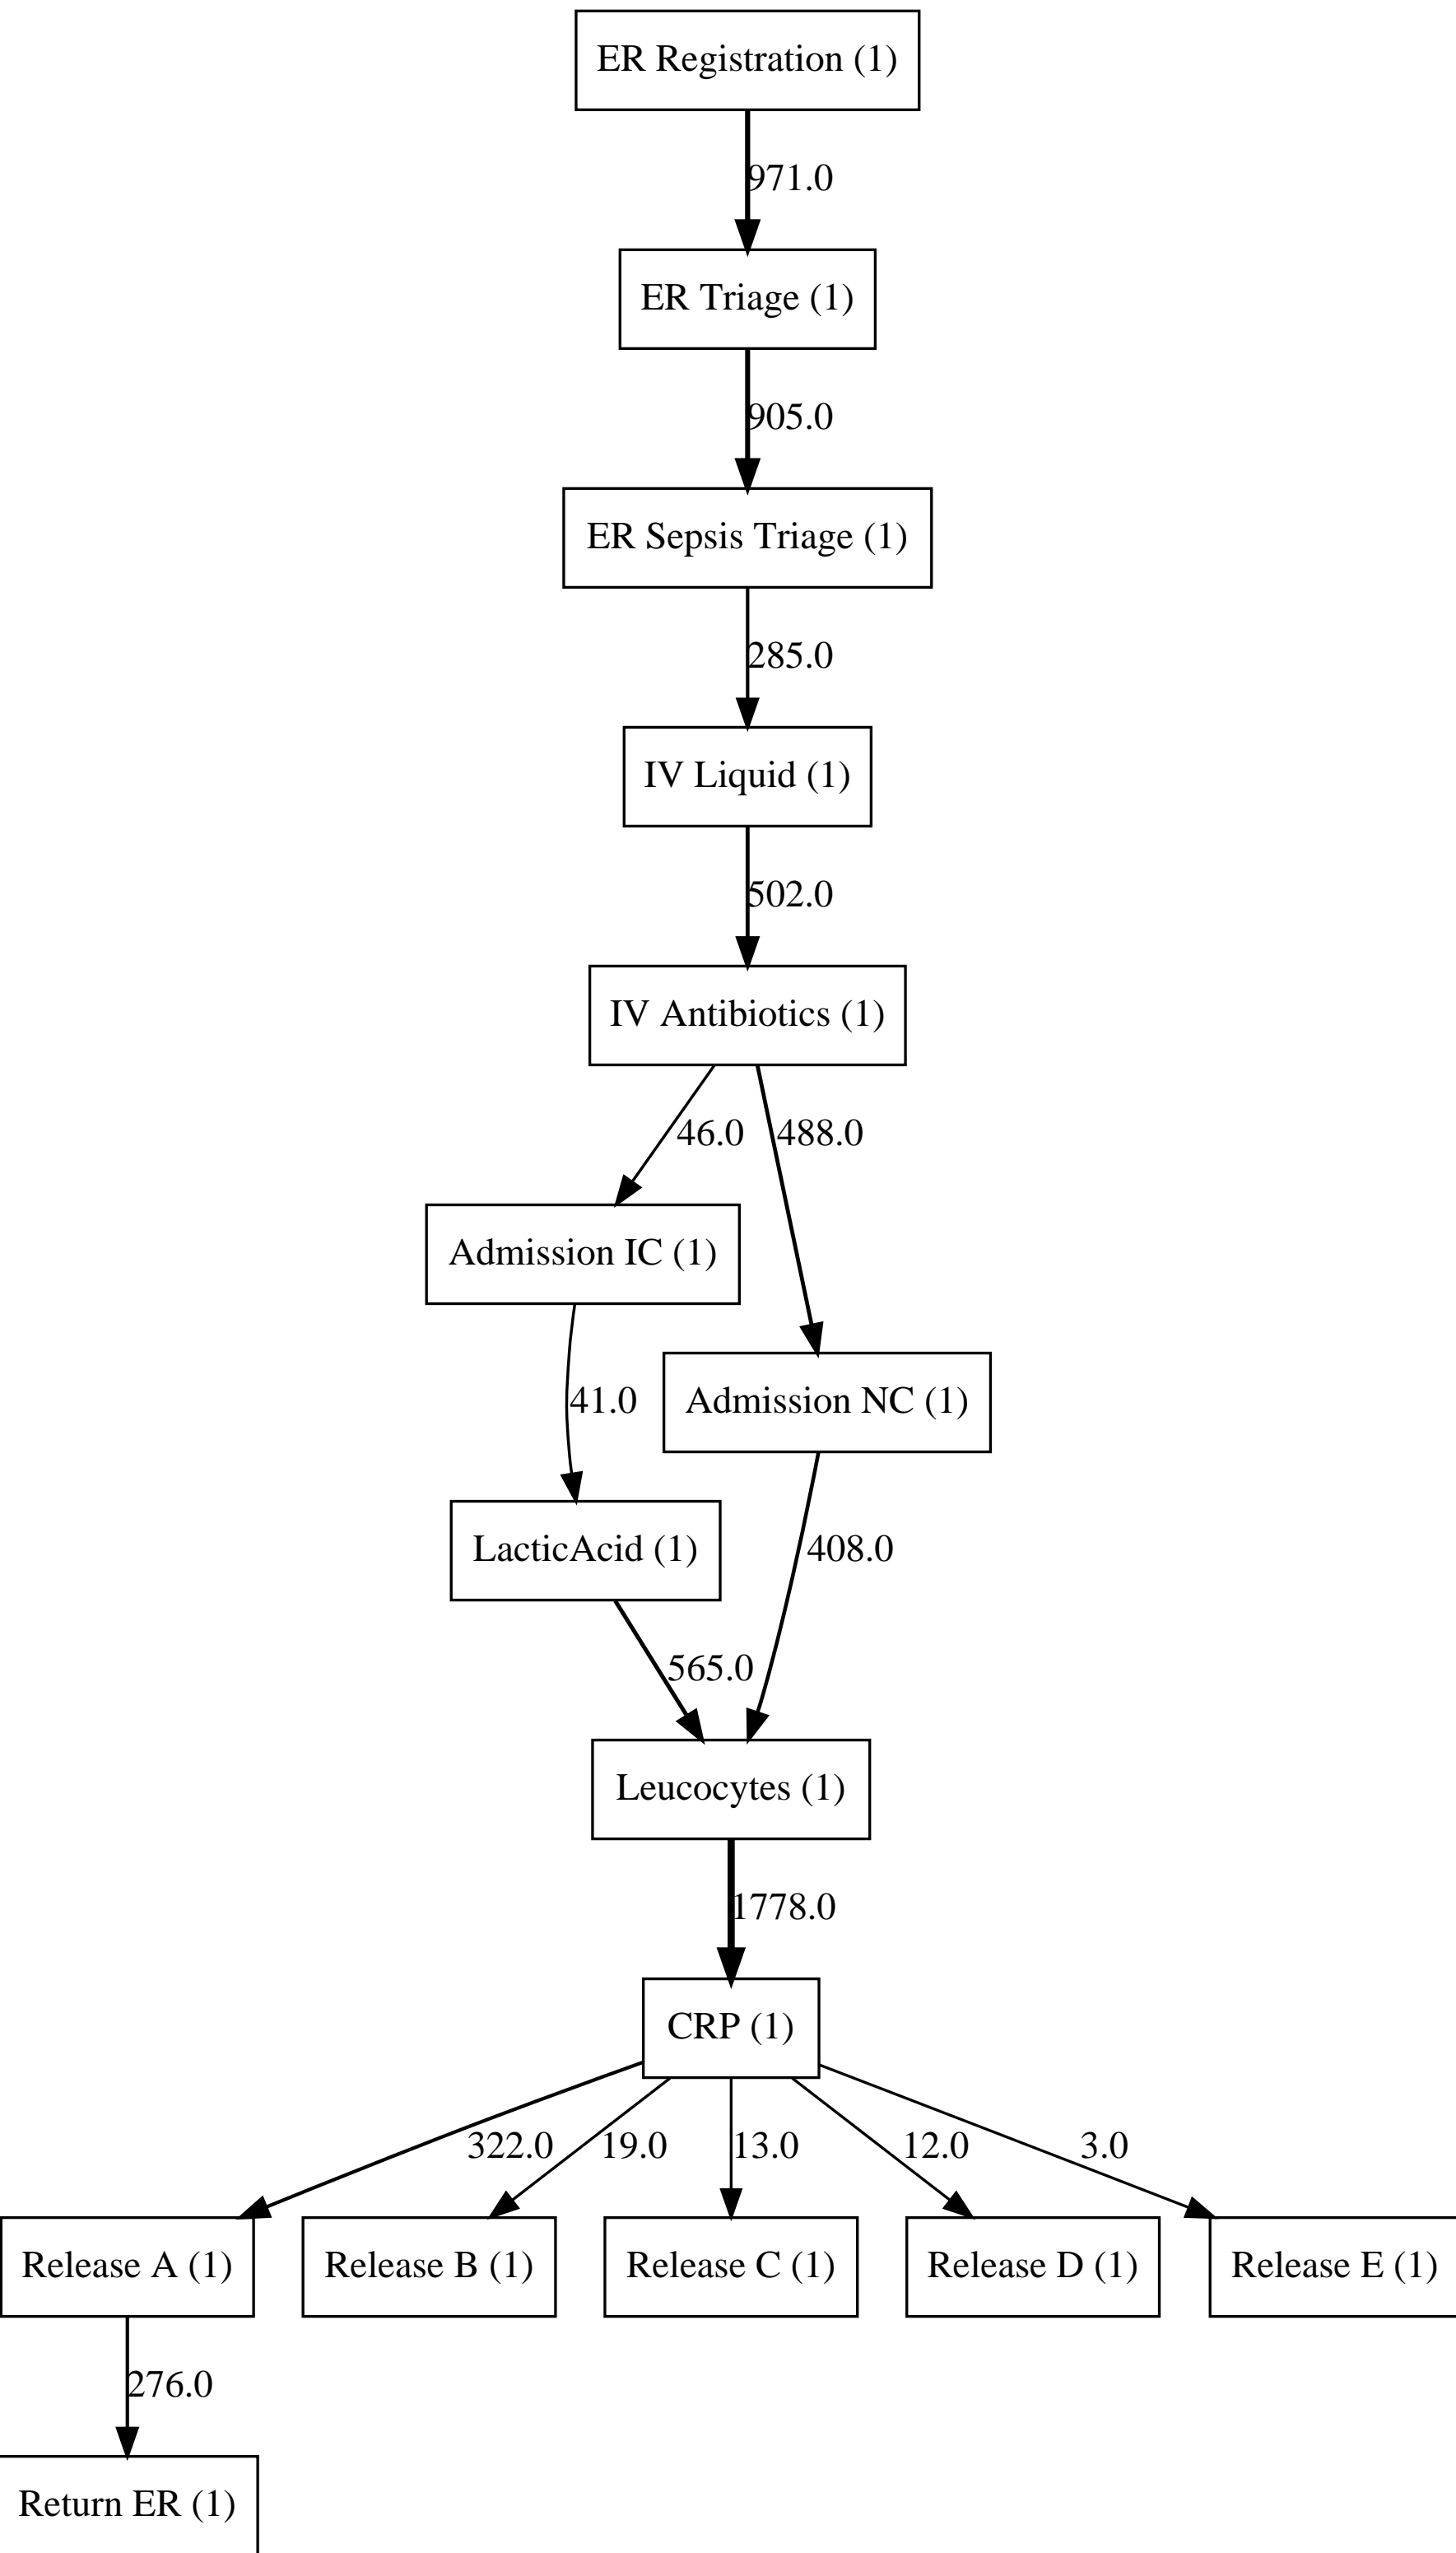 ER Registration (1)
971.0
ER Triage (1)
905.0
ER Sepsis Triage (1)
285.0
IV Liquid (1)
502.0
IV Antibiotics (1)
46.0
488.0
Admission IC (1)
41.0
Admission NC (1)
LacticAcid (1)
408.0
565.0
Leucocytes (1)
1778.0
CRP (1)
322.0
19.0
13.0
12.0
3.0
Release A (1)
Release B (1)
Release C (1)
Release D (1)
Release E (1)
276.0
Return ER (1)